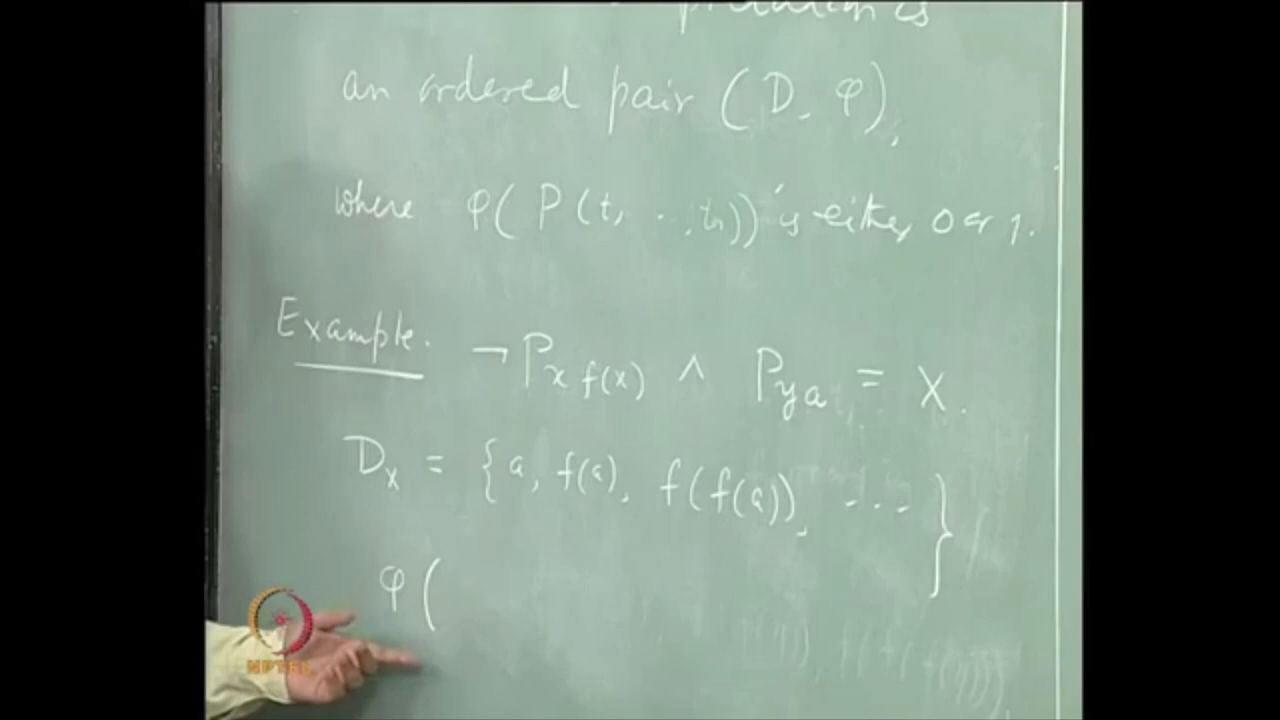 an ordered pair (D, φ),
where φ(P(t, ..., tn)) is either 0 or 1.
Example. ¬Px f(x) ∧ Pya = X.
Dx = {a, f(a), f(f(a)), ... }
φ(
NPTEL